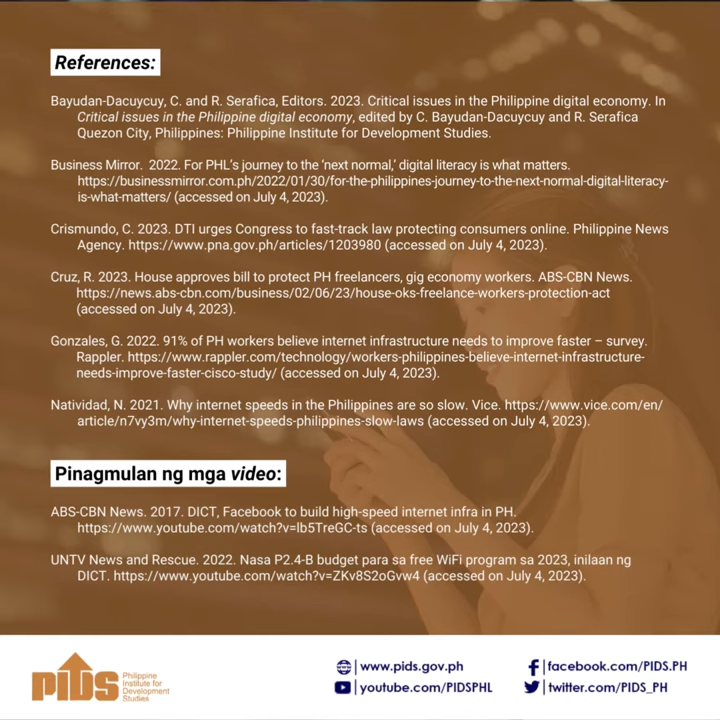 References:
Bayudan-Dacuycuy, C. and R. Serafica, Editors. 2023. Critical issues in the Philippine digital economy. In
Critical issues in the Philippine digital economy, edited by C. Bayudan-Dacuycuy and R. Serafica
Quezon City, Philippines: Philippine Institute for Development Studies.
Business Mirror. 2022. For PHL's journey to the 'next normal,' digital literacy is what matters.
https://businessmirror.com.ph/2022/01/30/for-the-philippines-journey-to-the-next-normal-digital-literacy-
is-what-matters/ (accessed on July 4, 2023).
Crismundo, C. 2023. DTI urges Congress to fast-track law protecting consumers online. Philippine News
Agency. https://www.pna.gov.ph/articles/1203980 (accessed on July 4, 2023).
Cruz, R. 2023. House approves bill to protect PH freelancers, gig economy workers. ABS-CBN News.
https://news.abs-cbn.com/business/02/06/23/house-oks-freelance-workers-protection-act
(accessed on July 4, 2023).
Gonzales, G. 2022. 91% of PH workers believe internet infrastructure needs to improve faster – survey.
Rappler. https://www.rappler.com/technology/workers-philippines-believe-internet-infrastructure-
needs-improve-faster-cisco-study/ (accessed on July 4, 2023).
Natividad, N. 2021. Why internet speeds in the Philippines are so slow. Vice. https://www.vice.com/en/
article/n7vy3m/why-internet-speeds-philippines-slow-laws (accessed on July 4, 2023).
Pinagmulan ng mga video:
ABS-CBN News. 2017. DICT, Facebook to build high-speed internet infra in PH.
https://www.youtube.com/watch?v=lb5TreGC-ts (accessed on July 4, 2023).
UNTV News and Rescue. 2022. Nasa P2.4-B budget para sa free WiFi program sa 2023, inilaan ng
DICT. https://www.youtube.com/watch?v=ZKv8S2oGvw4 (accessed on July 4, 2023).
PIDS
Philippine
Institute for
Development
Studies
www.pids.gov.ph
youtube.com/PIDSPHL
facebook.com/PIDS.PH
twitter.com/PIDS_PH